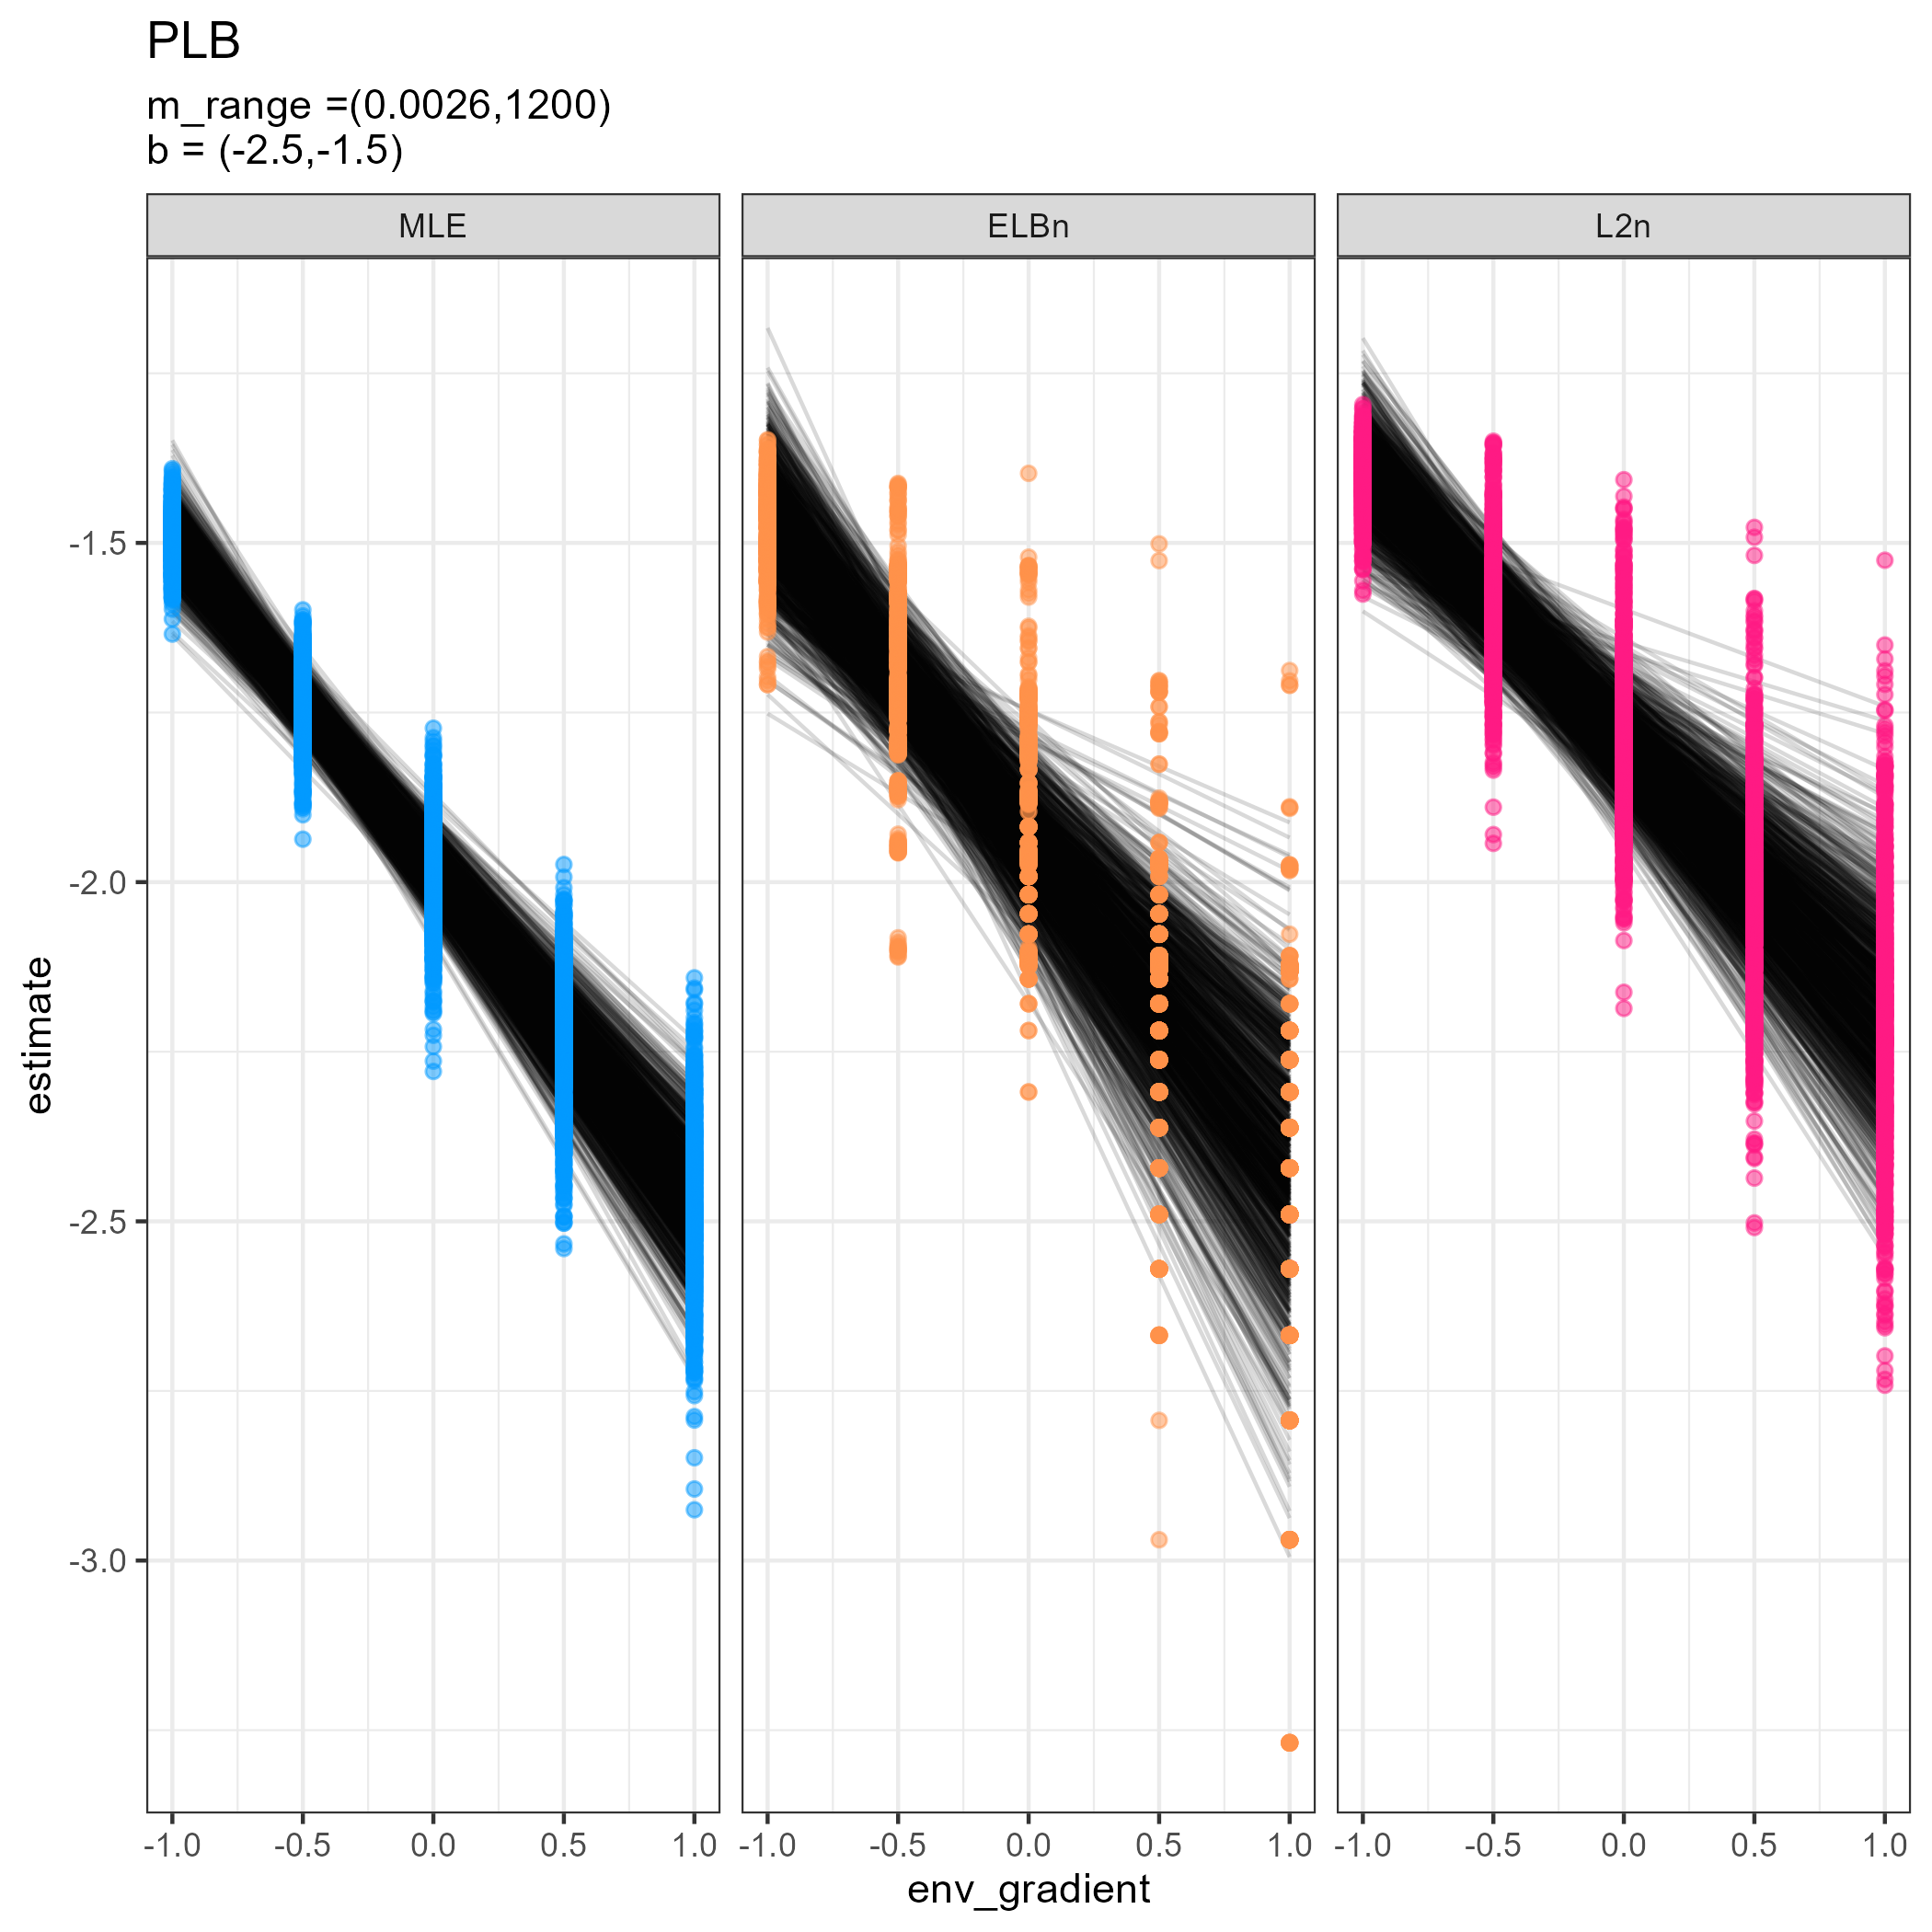 PLB
m_range =(0.0026,1200)
b = (-2.5,-1.5)
MLE ELBn L2n
-1.5
-2.0
-2.5
-3.0
estimate
-1.0 -0.5 0.0 0.5 1.0 -1.0 -0.5 0.0 0.5 1.0 -1.0 -0.5 0.0 0.5 1.0
env_gradient